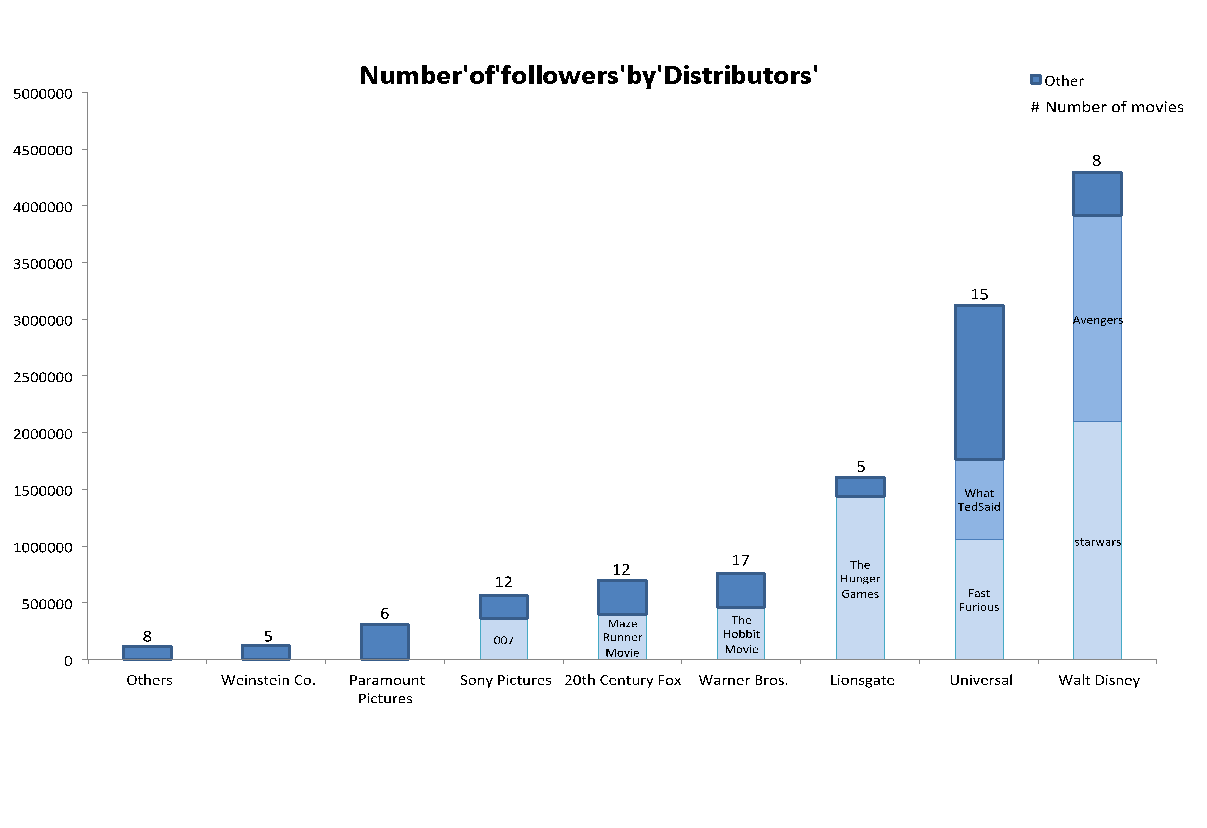 Number'of'followers'by'Distributors'
Other
# Number of movies
5000000
4500000
4000000
3500000
3000000
2500000
2000000
1500000
1000000
500000
0
8
5
6
12
12
17
5
15
8
007
Maze
Runner
Movie
The
Hobbit
Movie
The
Hunger
Games
What
TedSaid
Fast
Furious
Avengers
starwars
Others
Weinstein Co.
Paramount
Pictures
Sony Pictures
20th Century Fox
Warner Bros.
Lionsgate
Universal
Walt Disney